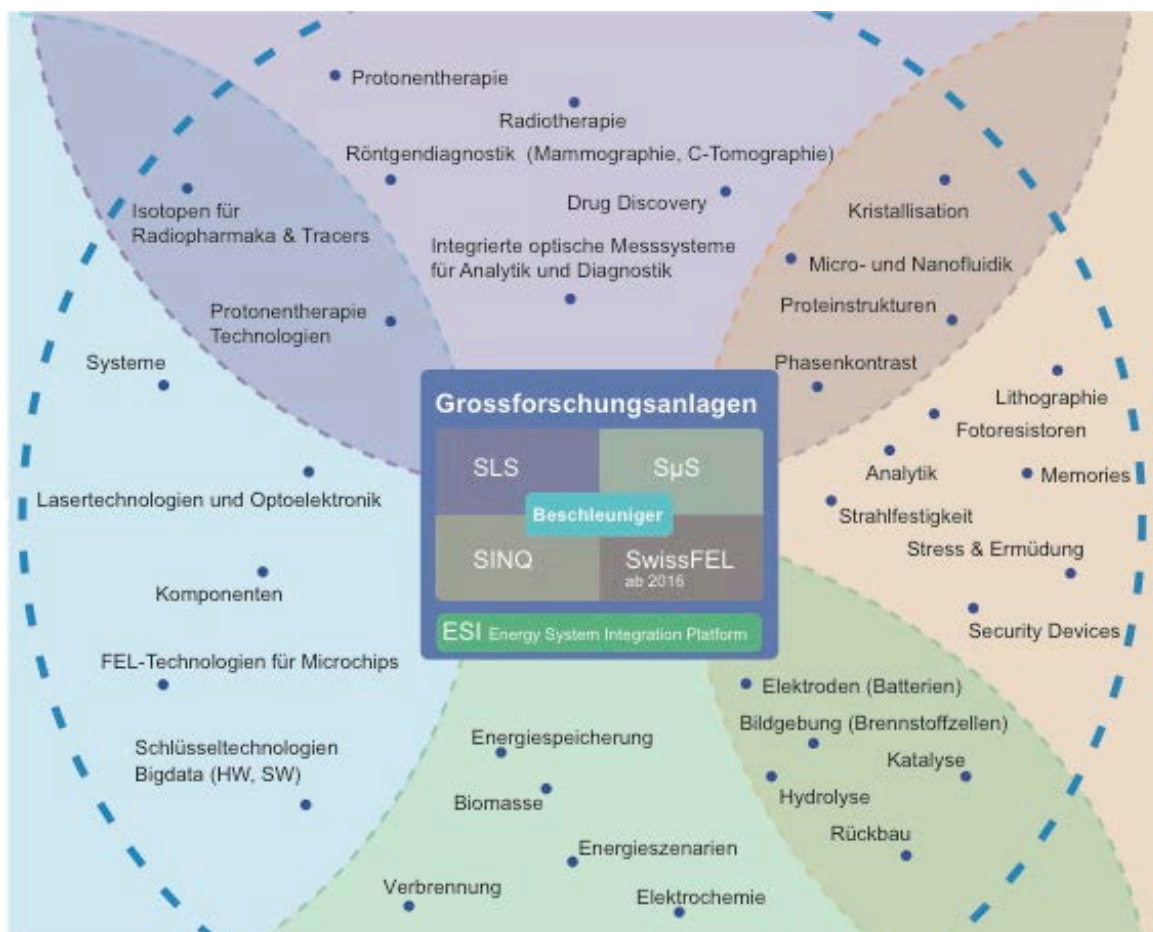 Protonentherapie
Radiotherapie
Röntgendiagnostik (Mammographie, C-Tomographie)
Drug Discovery
Integrierte optische Messsysteme
für Analytik und Diagnostik
Isotopen für
Radiopharmaka & Tracers
Protonentherapie
Technologien
Kristallisation
Micro- und Nanofluidik
Proteinstrukturen
Phasenkontrast
Systeme
Lasertechnologien und Optoelektronik
Komponenten
FEL-Technologien für Microchips
Schlüsseltechnologien
Bigdata (HW, SW)
Grossforschungsanlagen
SLS
SµS
Beschleuniger
SINQ
SwissFEL
ab 2016
ESI Energy System Integration Platform
Lithographie
Fotoresistoren
Analytik
Memories
Strahlfestigkeit
Stress & Ermüdung
Security Devices
Elektroden (Batterien)
Bildgebung (Brennstoffzellen)
Katalyse
Hydrolyse
Rückbau
Energiespeicherung
Biomasse
Energieszenarien
Verbrennung
Elektrochemie